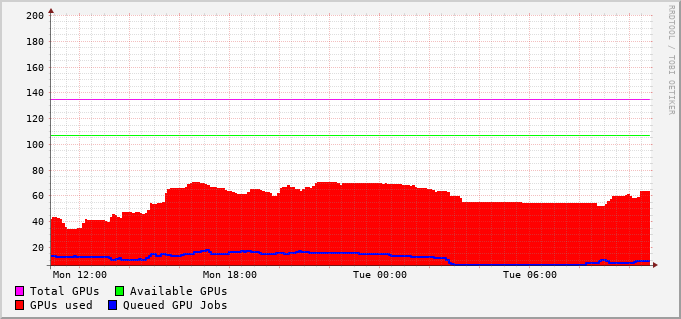 RRDTOOL / TOBI OETIKER
200
180
160
140
120
100
80
60
40
20
Mon 12:00 Mon 18:00 Tue 00:00 Tue 06:00
Total GPUs Available GPUs
GPUs used Queued GPU Jobs